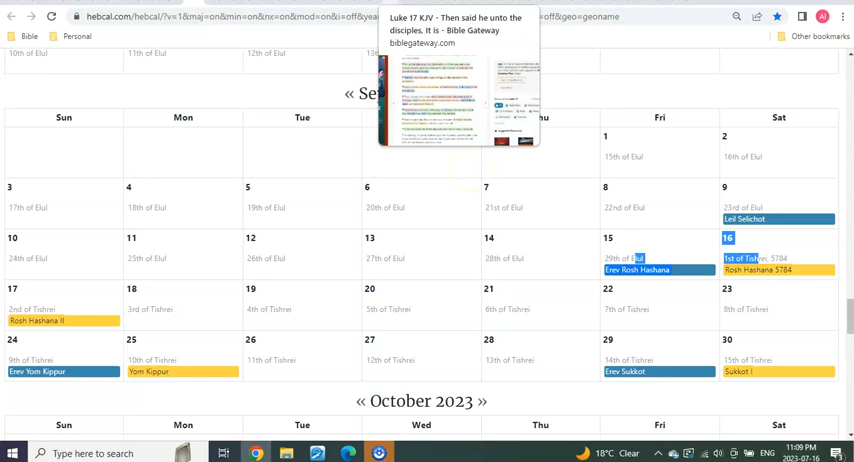 Luke 17 KJV - Then said he unto the
disciples, It is - Bible Gateway
biblegateway.com
hebcal.com/hebcal/?v=1&maj=on&min=on&nx=on&mod=on&i=off&year
=off&geo=geoname
Bible
Personal
Other bookmarks
10th of Elul
11th of Elul
12th of Elul
« Se
Sun
Mon
Tue
Thu
Fri
Sat
1
15th of Elul
2
16th of Elul
3
17th of Elul
4
18th of Elul
5
19th of Elul
6
20th of Elul
7
21st of Elul
8
22nd of Elul
9
23rd of Elul
Leil Selichot
10
24th of Elul
11
25th of Elul
12
26th of Elul
13
27th of Elul
14
28th of Elul
15
29th of Elul
Erev Rosh Hashana
16
1st of Tishrei, 5784
Rosh Hashana 5784
17
2nd of Tishrei
Rosh Hashana II
18
3rd of Tishrei
19
4th of Tishrei
20
5th of Tishrei
21
6th of Tishrei
22
7th of Tishrei
23
8th of Tishrei
24
9th of Tishrei
Erev Yom Kippur
25
10th of Tishrei
Yom Kippur
26
11th of Tishrei
27
12th of Tishrei
28
13th of Tishrei
29
14th of Tishrei
Erev Sukkot
30
15th of Tishrei
Sukkot I
« October 2023 »
Sun
Mon
Tue
Wed
Thu
Fri
Sat
Type here to search
18°C Clear
ENG
11:09 PM
2023-07-16
3